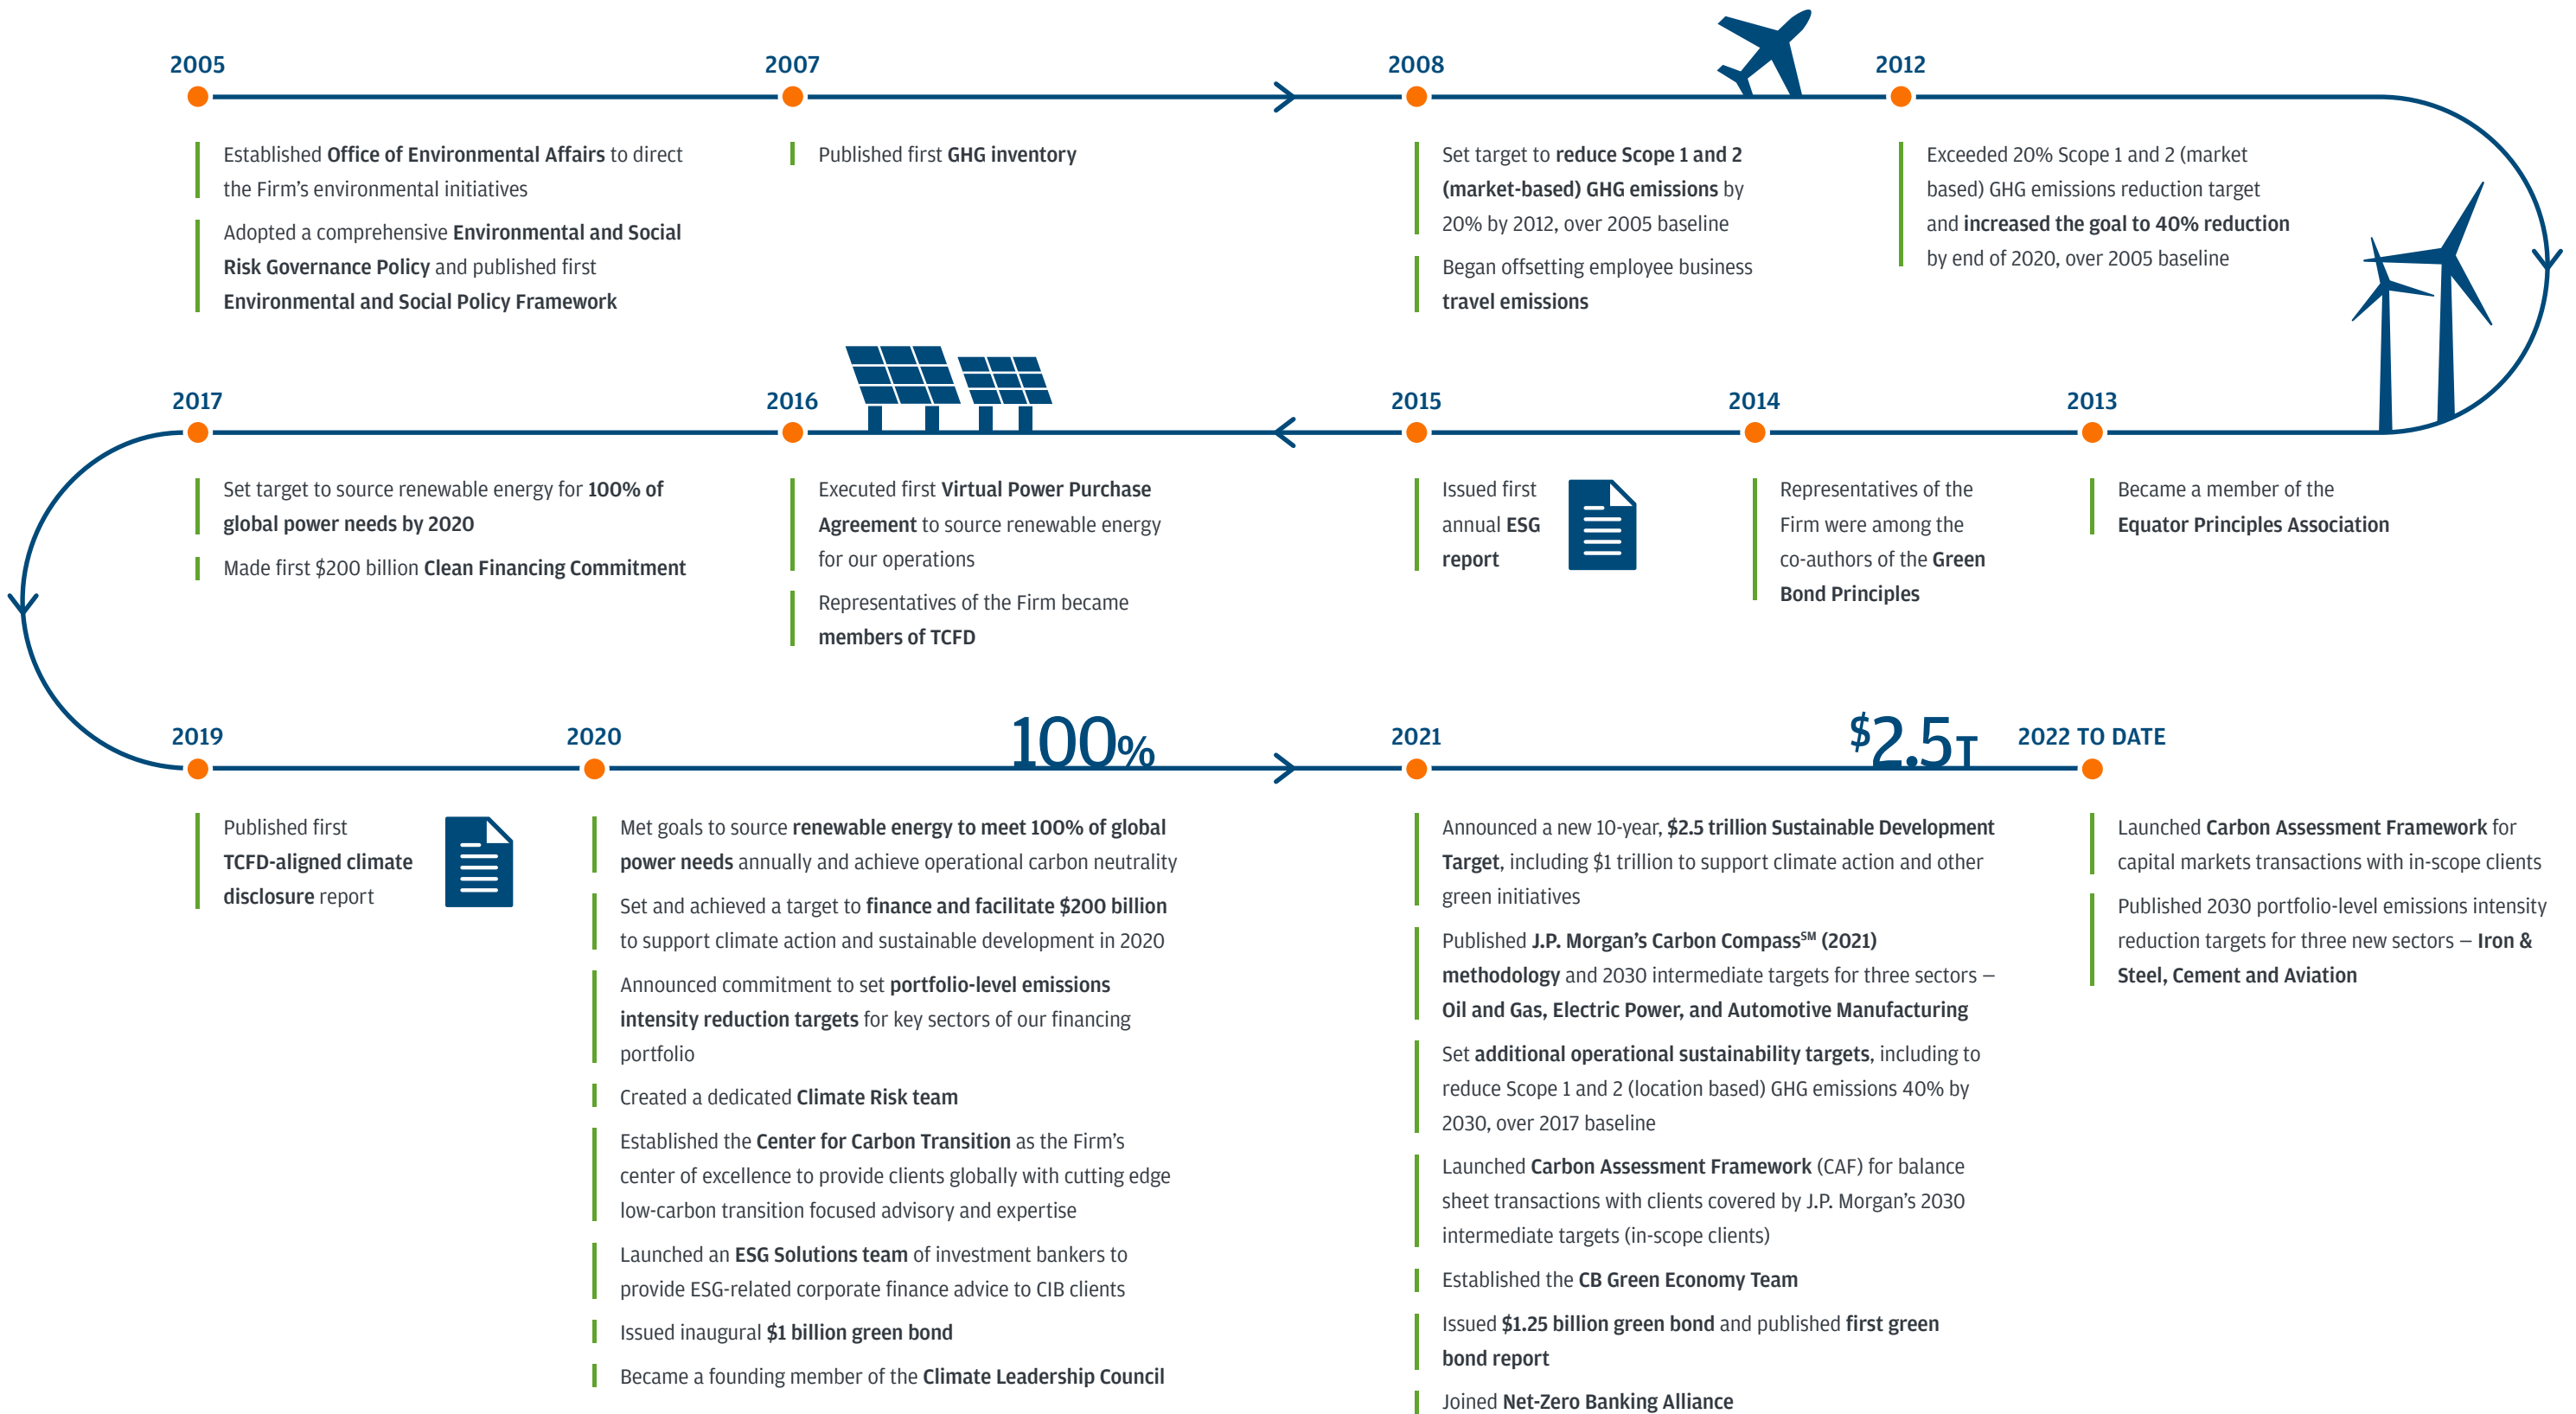 2005
Established Office of Environmental Affairs to direct
the Firm's environmental initiatives
Adopted a comprehensive Environmental and Social
Risk Governance Policy and published first
Environmental and Social Policy Framework
2007
Published first GHG inventory
2008
Set target to reduce Scope 1 and 2
(market-based) GHG emissions by
20% by 2012, over 2005 baseline
Began offsetting employee business
travel emissions
2012
Exceeded 20% Scope 1 and 2 (market
based) GHG emissions reduction target
and increased the goal to 40% reduction
by end of 2020, over 2005 baseline
2013
Became a member of the
Equator Principles Association
2014
Representatives of the
Firm were among the
co-authors of the Green
Bond Principles
2015
Issued first
annual ESG
report
2016
Executed first Virtual Power Purchase
Agreement to source renewable energy
for our operations
Representatives of the Firm became
members of TCFD
2017
Set target to source renewable energy for 100% of
global power needs by 2020
Made first $200 billion Clean Financing Commitment
2019
Published first
TCFD-aligned climate
disclosure report
2020
100%
Met goals to source renewable energy to meet 100% of global
power needs annually and achieve operational carbon neutrality
Set and achieved a target to finance and facilitate $200 billion
to support climate action and sustainable development in 2020
Announced commitment to set portfolio-level emissions
intensity reduction targets for key sectors of our financing
portfolio
Created a dedicated Climate Risk team
Established the Center for Carbon Transition as the Firm's
center of excellence to provide clients globally with cutting edge
low-carbon transition focused advisory and expertise
Launched an ESG Solutions team of investment bankers to
provide ESG-related corporate finance advice to CIB clients
Issued inaugural $1 billion green bond
Became a founding member of the Climate Leadership Council
2021
$2.5T
Announced a new 10-year, $2.5 trillion Sustainable Development
Target, including $1 trillion to support climate action and other
green initiatives
Published J.P. Morgan's Carbon Compass℠ (2021)
methodology and 2030 intermediate targets for three sectors –
Oil and Gas, Electric Power, and Automotive Manufacturing
Set additional operational sustainability targets, including to
reduce Scope 1 and 2 (location based) GHG emissions 40% by
2030, over 2017 baseline
Launched Carbon Assessment Framework (CAF) for balance
sheet transactions with clients covered by J.P. Morgan's 2030
intermediate targets (in-scope clients)
Established the CB Green Economy Team
Issued $1.25 billion green bond and published first green
bond report
Joined Net-Zero Banking Alliance
2022 TO DATE
Launched Carbon Assessment Framework for
capital markets transactions with in-scope clients
Published 2030 portfolio-level emissions intensity
reduction targets for three new sectors – Iron &
Steel, Cement and Aviation